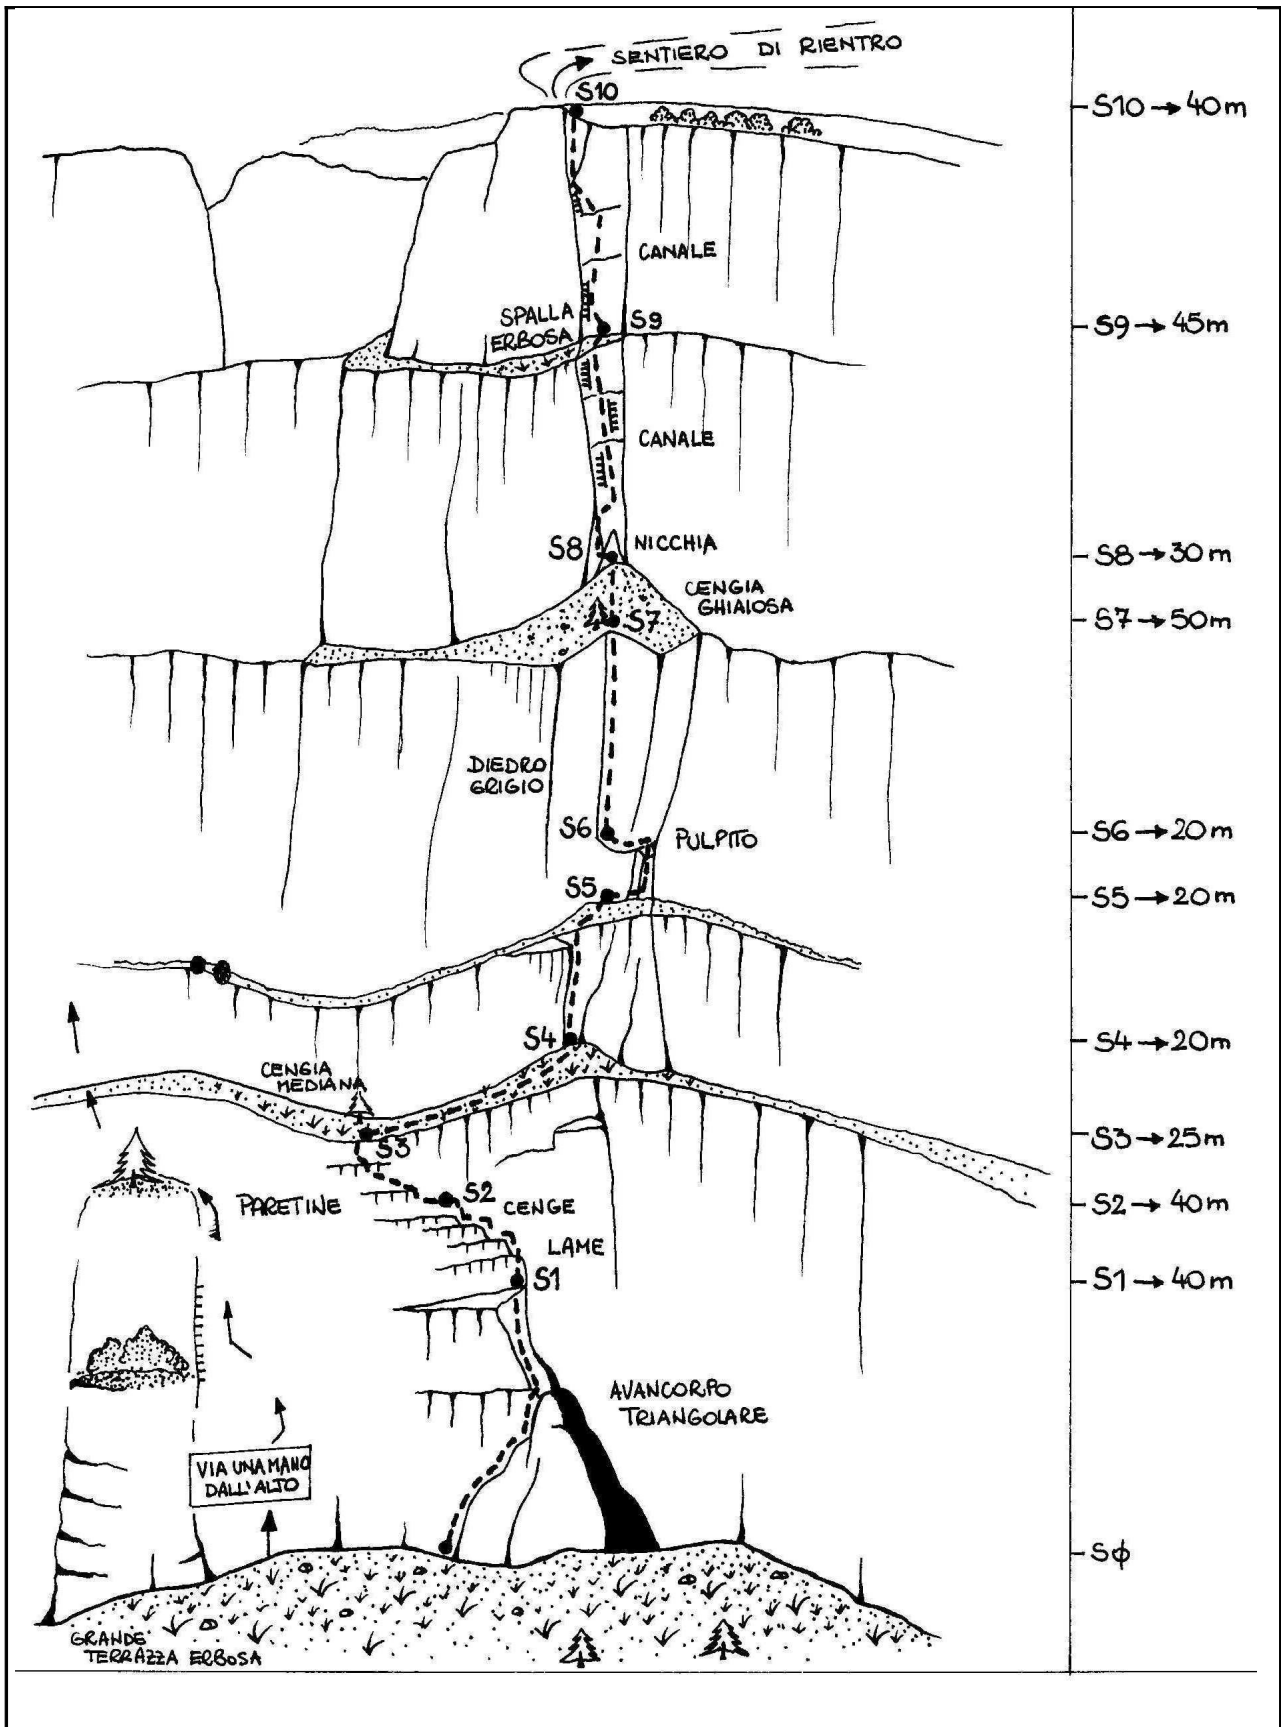 SENTIERO DI RIENTRO
S10
S10→40m
CANALE
SPALLA
ERBOSA
S9
S9→45m
CANALE
S8
NICCHIA
S8→30m
CENGIA
GHIAIOSA
S7
S7→50m
DIEDRO
GRIGIO
S6
PULPITO
S6→20m
S5
S5→20m
S4
S4→20m
CENGIA
MEDIANA
S3
S3→25m
PARETINE
S2
CENGE
S2→40m
LAME
S1
S1→40m
AVANCORPO
TRIANGOLARE
VIA UNA MANO
DALL'ALTO
Sϕ
GRANDE
TERRAZZA ERBOSA